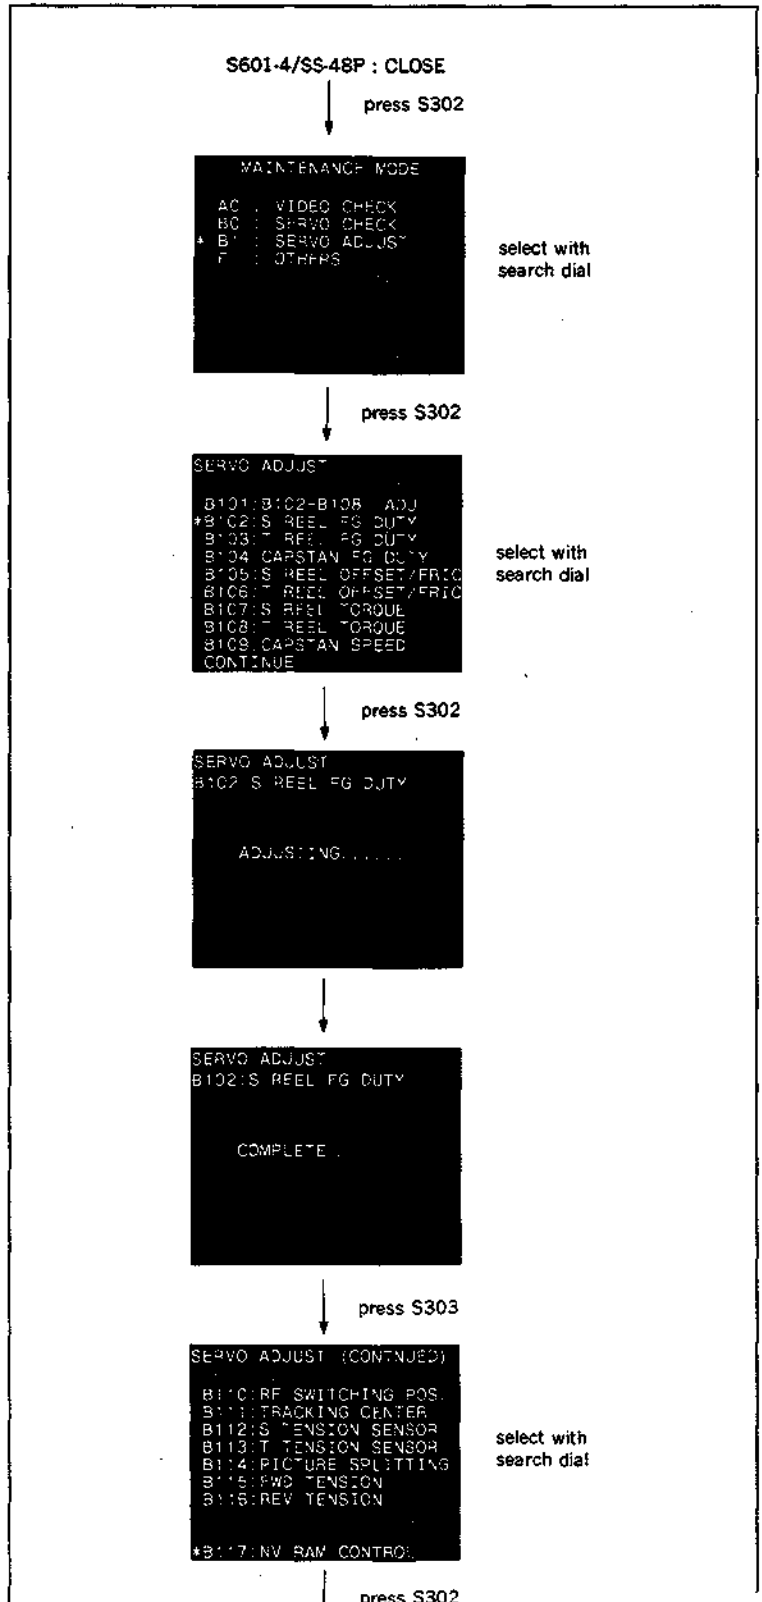 S601-4/SS-48P : CLOSE
press S302
MAINTENANCE MODE
A0 : VIDEO CHECK
B0 : SERVO CHECK
* B1 : SERVO ADJUST
F : OTHERS
select with
search dial
press S302
SERVO ADJUST
B101:B102-B108 ADJ
*B102:S REEL FG DUTY
B103:T REEL FG DUTY
B104:CAPSTAN FG DUTY
B105:S REEL OFFSET/FRIC
B106:T REEL OFFSET/FRIC
B107:S REEL TORQUE
B108:T REEL TORQUE
B109:CAPSTAN SPEED
CONTINUE
select with
search dial
press S302
SERVO ADJUST
B102 S REEL FG DUTY
ADJUSTING......
SERVO ADJUST
B102:S REEL FG DUTY
COMPLETE.
press S303
SERVO ADJUST (CONTNUED)
B110:RF SWITCHING POS.
B111:TRACKING CENTER
B112:S TENSION SENSOR
B113:T TENSION SENSOR
B114:PICTURE SPLITTING
B115:FWD TENSION
B116:REV TENSION
*B117:NV RAM CONTROL
select with
search dial
press S302